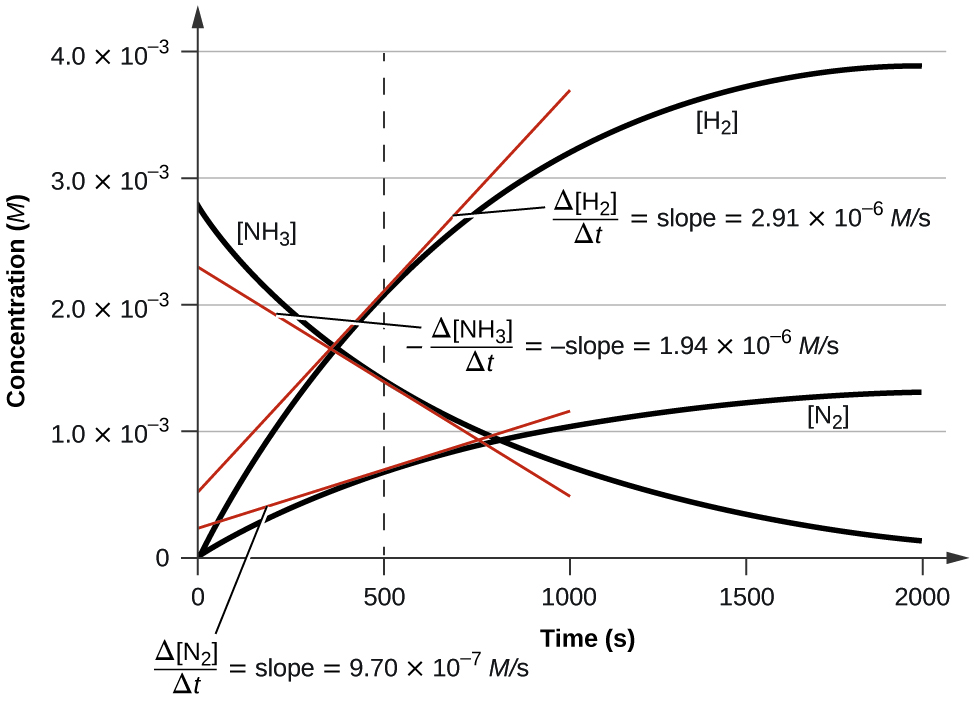 4.0 × 10⁻³
[H₂]
3.0 × 10⁻³
Δ[H₂]/Δt = slope = 2.91 × 10⁻⁶ M/s
[NH₃]
2.0 × 10⁻³
–Δ[NH₃]/Δt = –slope = 1.94 × 10⁻⁶ M/s
Concentration (M)
1.0 × 10⁻³
[N₂]
0
0 500 1000 1500 2000
Time (s)
Δ[N₂]/Δt = slope = 9.70 × 10⁻⁷ M/s